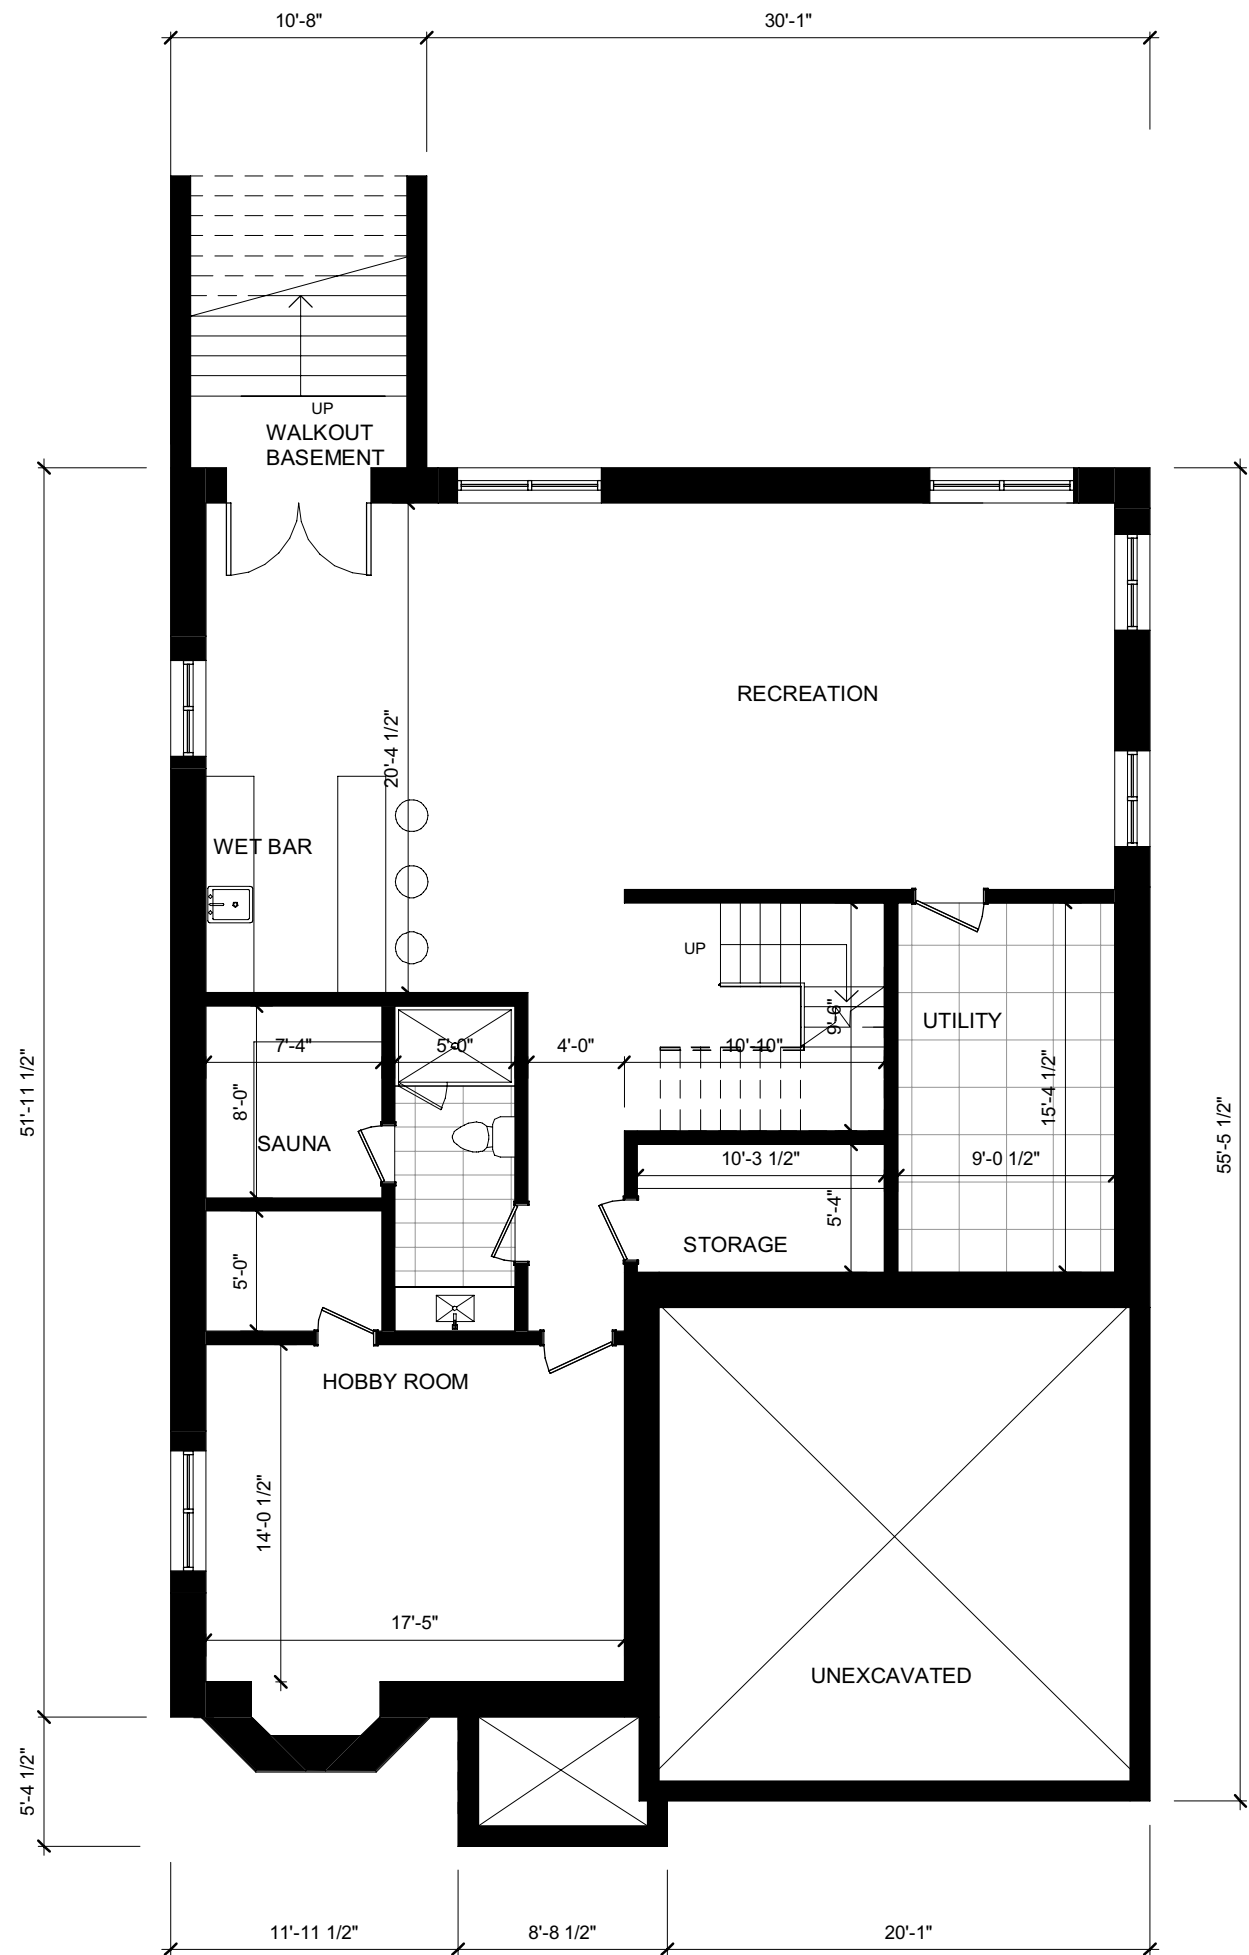 10'-8"
30'-1"
UP
WALKOUT
BASEMENT
RECREATION
20'-4 1/2"
WET BAR
UP
9'-6"
UTILITY
7'-4"
5'-0"
4'-0"
10'-10"
51'-11 1/2"
8'-0"
15'-4 1/2"
55'-5 1/2"
SAUNA
10'-3 1/2"
9'-0 1/2"
5'-4"
STORAGE
5'-0"
HOBBY ROOM
14'-0 1/2"
17'-5"
UNEXCAVATED
5'-4 1/2"
11'-11 1/2"
8'-8 1/2"
20'-1"